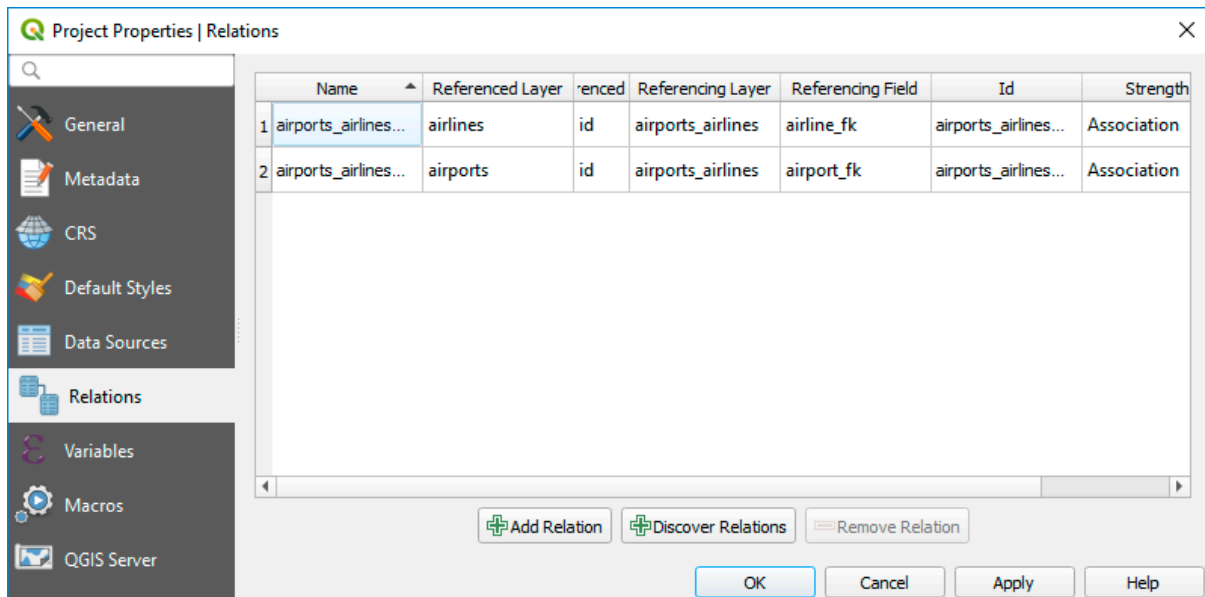 Project Properties | Relations
General
Metadata
CRS
Default Styles
Data Sources
Relations
Variables
Macros
QGIS Server
Name Referenced Layer renced Referencing Layer Referencing Field Id Strength
1 airports_airlines... airlines id airports_airlines airline_fk airports_airlines... Association
2 airports_airlines... airports id airports_airlines airport_fk airports_airlines... Association
Add Relation Discover Relations Remove Relation
OK Cancel Apply Help